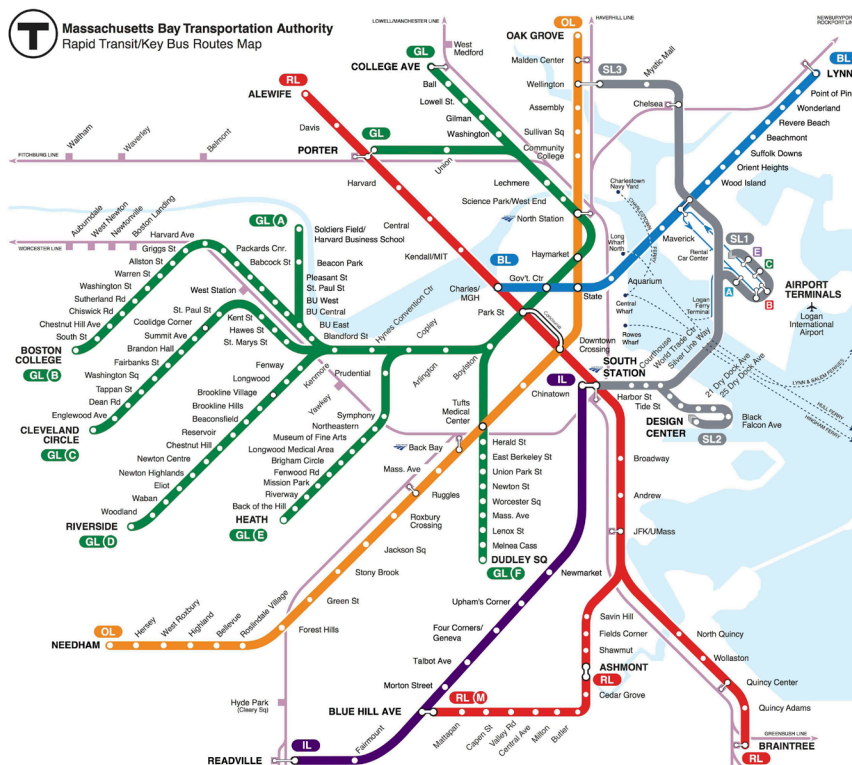 T
Massachusetts Bay Transportation Authority
Rapid Transit/Key Bus Routes Map
LOWELL/MANCHESTER LINE
HAVERHILL LINE
NEWBURYPORT/
ROCKPORT LINE
OL
OAK GROVE
Malden Center
Wellington
Assembly
Sullivan Sq
Community
College
West
Medford
GL
COLLEGE AVE
Ball
Lowell St.
Gilman
Washington
RL
ALEWIFE
Davis
GL
PORTER
Union
Harvard
Central
Kendall/MIT
Lechmere
Science Park/West End
North Station
Haymarket
SL3
Mystic Mall
Chelsea
BL
LYNN
Point of Pin
Wonderland
Revere Beach
Beachmont
Suffolk Downs
Orient Heights
Wood Island
FITCHBURG LINE
Waltham
Waverley
Belmont
WORCESTER LINE
Auburndale
West Newton
Newtonville
Boston Landing
Charlestown
Navy Yard
CHARLESTOWN
FERRY
Long
Wharf
North
Central
Wharf
Rowes
Wharf
Maverick
Rental
Car Center
SL1
E
C
A
B
AIRPORT
TERMINALS
Logan
International
Airport
Logan
Ferry
Terminal
Aquarium
BL
Charles/
MGH
Gov't. Ctr
State
Park St
Concourse
Downtown
Crossing
SOUTH
STATION
Courthouse
World Trade Ctr
Silver Line Way
21 Dry Dock Ave
25 Dry Dock Ave
Harbor St
Tide St
DESIGN
CENTER
SL2
Black
Falcon Ave
LYNN & SALEM FERRIES
HULL FERRY
HINGHAM FERRY
GL A
Soldiers Field/
Harvard Business School
Beacon Park
Pleasant St
St. Paul St
BU West
BU Central
BU East
Blandford St
Harvard Ave
Griggs St
Allston St
Warren St
Washington St
Sutherland Rd
Chiswick Rd
Chestnut Hill Ave
South St
BOSTON
COLLEGE
GL B
Packards Cnr.
Babcock St
West Station
St. Paul St
Coolidge Corner
Summit Ave
Brandon Hall
Fairbanks St
Washington Sq
Tappan St
Dean Rd
Englewood Ave
CLEVELAND
CIRCLE
GL C
Kent St
Hawes St
St. Marys St
Fenway
Longwood
Brookline Village
Brookline Hills
Beaconsfield
Reservoir
Chestnut Hill
Newton Centre
Newton Highlands
Eliot
Waban
Woodland
RIVERSIDE
GL D
Kenmore
Yawkey
Hynes Convention Ctr
Copley
Arlington
Boylston
Prudential
Symphony
Northeastern
Museum of Fine Arts
Longwood Medical Area
Brigham Circle
Fenwood Rd
Mission Park
Riverway
Back of the Hill
HEATH
GL E
Chinatown
IL
Tufts
Medical
Center
Back Bay
Mass. Ave
Ruggles
Roxbury
Crossing
Jackson Sq
Stony Brook
Green St
Forest Hills
Herald St
East Berkeley St
Union Park St
Newton St
Worcester Sq
Mass. Ave
Lenox St
Melnea Cass
DUDLEY SQ
GL F
OL
NEEDHAM
Hersey
West Roxbury
Highland
Bellevue
Roslindale Village
Broadway
Andrew
JFK/UMass
Newmarket
Upham's Corner
Four Corners/
Geneva
Talbot Ave
Morton Street
BLUE HILL AVE
RL M
Mattapan
Capen St
Valley Rd
Central Ave
Milton
Butler
Savin Hill
Fields Corner
Shawmut
ASHMONT
RL
Cedar Grove
North Quincy
Wollaston
Quincy Center
Quincy Adams
GREENBUSH LINE
BRAINTREE
RL
Hyde Park
(Cleery Sq)
READVILLE
IL
Fairmount